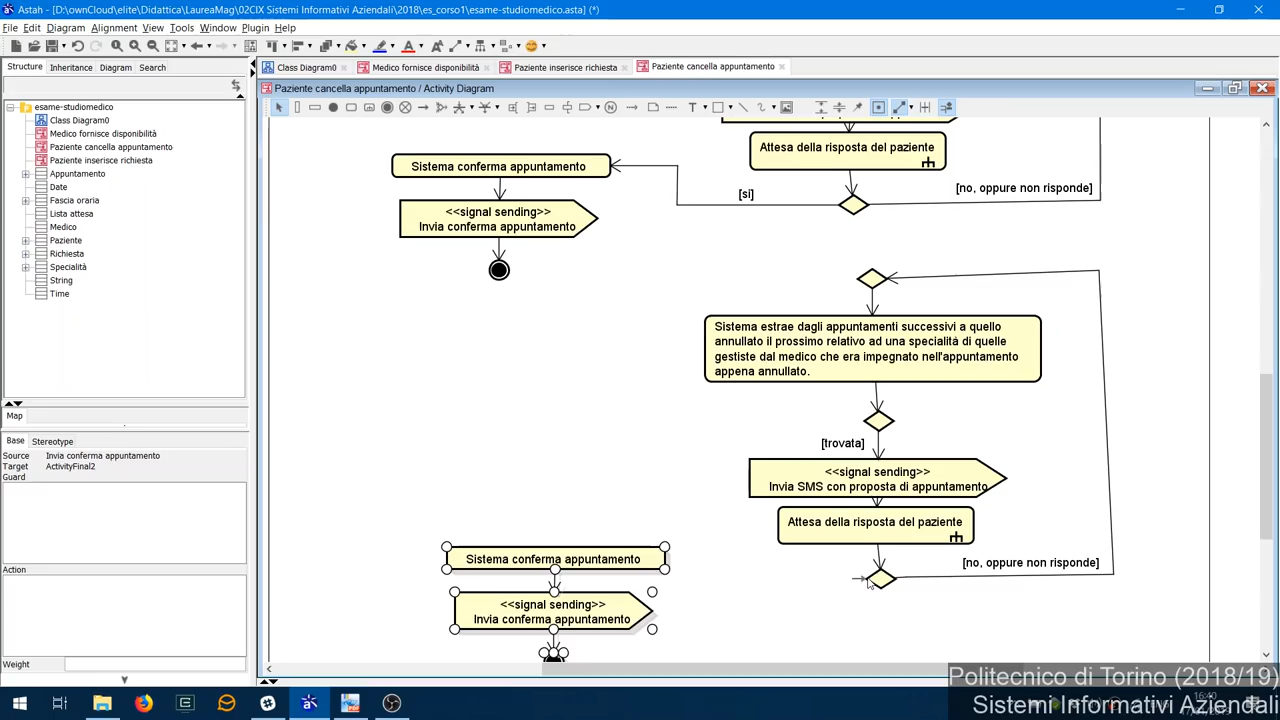 Astah - [D:\ownCloud\elite\Didattica\LaureaMag\02CIX Sistemi Informativi Aziendali\2018\es_corso1\esame-studiomedico.asta] (*)
File Edit Diagram Alignment View Tools Window Plugin Help
Structure Inheritance Diagram Search
Class Diagram0
Medico fornisce disponibilità
Paziente inserisce richiesta
Paziente cancella appuntamento
Paziente cancella appuntamento / Activity Diagram
esame-studiomedico
Class Diagram0
Medico fornisce disponibilità
Paziente cancella appuntamento
Paziente inserisce richiesta
Appuntamento
Date
Fascia oraria
Lista attesa
Medico
Paziente
Richiesta
Specialità
String
Time
Map
Base Stereotype
Source Invia conferma appuntamento
Target ActivityFinal2
Guard
Action
Weight
Attesa della risposta del paziente
Sistema conferma appuntamento
[si]
[no, oppure non risponde]
<<signal sending>>
Invia conferma appuntamento
Sistema estrae dagli appuntamenti successivi a quello
annullato il prossimo relativo ad una specialità di quelle
gestiste dal medico che era impegnato nell'appuntamento
appena annullato.
[trovata]
<<signal sending>>
Invia SMS con proposta di appuntamento
Attesa della risposta del paziente
[no, oppure non risponde]
Sistema conferma appuntamento
<<signal sending>>
Invia conferma appuntamento
Politecnico di Torino (2018/19)
Sistemi Informativi Aziendali